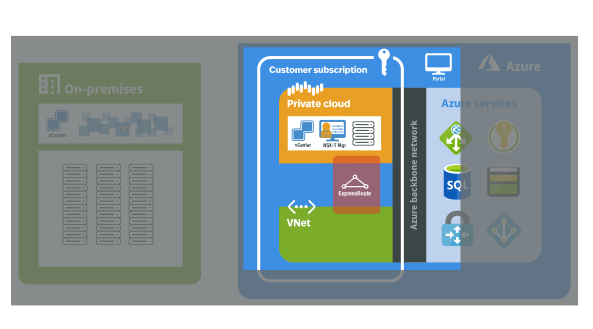 Azure
Customer subscription
Portal
On-premises
Private cloud
Azure services
vCenter
vCenter
NSX-T Mgr
Azure backbone network
SQL
ExpressRoute
VNet